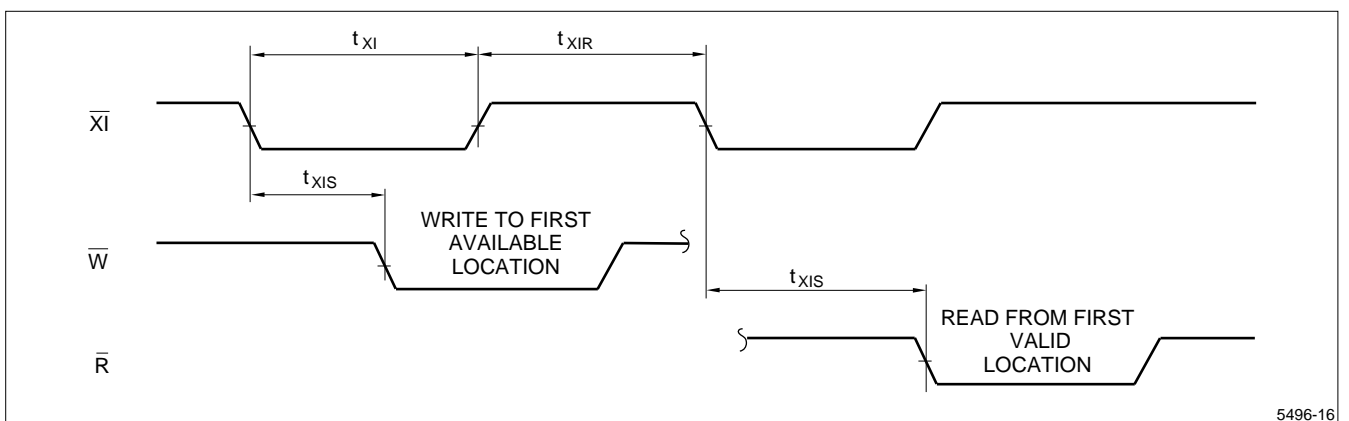 t XI
t XIR
XI
t XIS
WRITE TO FIRST
AVAILABLE
LOCATION
W
t XIS
READ FROM FIRST
VALID
LOCATION
R
5496-16